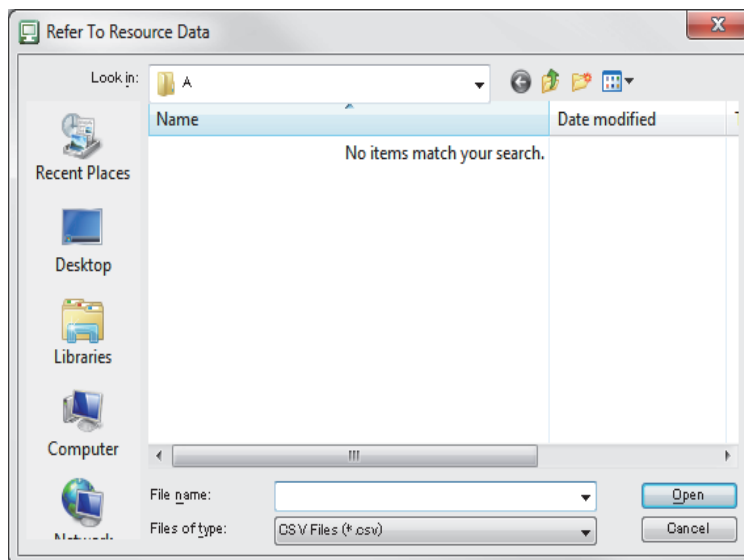 Refer To Resource Data
Look in:
A
Name
Date modified
No items match your search.
Recent Places
Desktop
Libraries
Computer
File name:
Open
Files of type:
CSV Files (*.csv)
Cancel